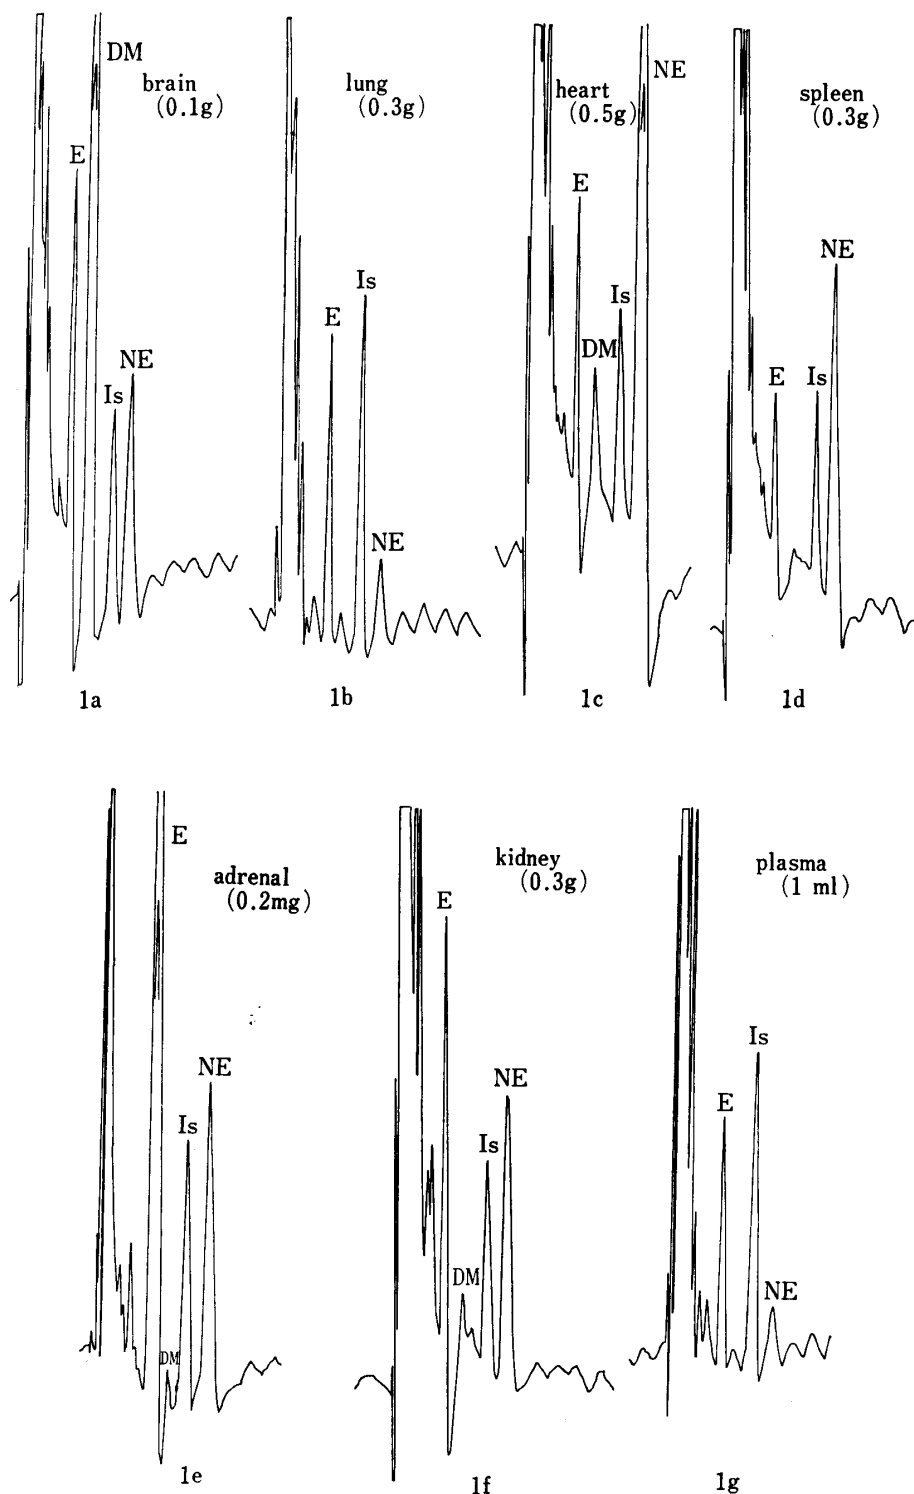 DM
brain
(0.1g)
E
Is
NE
1a
lung
(0.3g)
E
Is
NE
1b
heart
(0.5g)
NE
E
DM
Is
1c
spleen
(0.3g)
E
Is
NE
1d
E
adrenal
(0.2mg)
DM
Is
NE
1e
kidney
(0.3g)
E
DM
Is
NE
1f
plasma
(1 ml)
E
Is
NE
1g